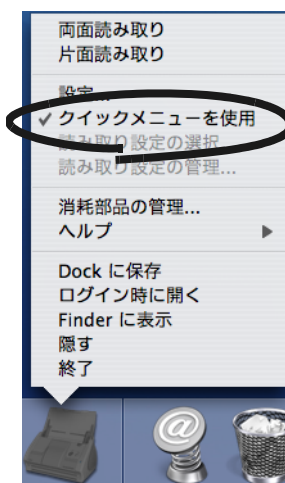 両面読み取り
片面読み取り
設定...
✓ クイックメニューを使用
読み取り設定の選択
読み取り設定の管理...
消耗部品の管理...
ヘルプ
Dock に保存
ログイン時に開く
Finder に表示
隠す
終了
@